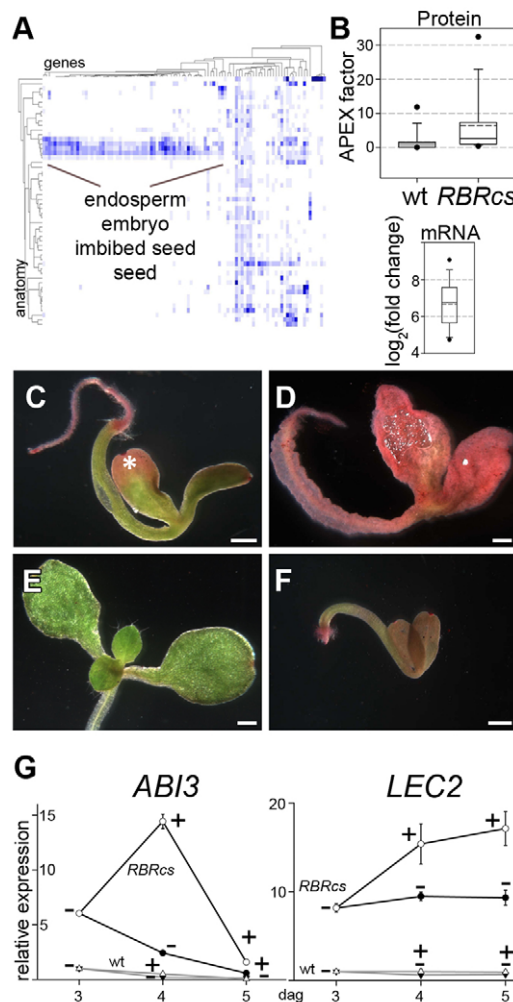 A
genes
anatomy
endosperm
embryo
imbibed seed
seed
B
Protein
APEX factor
30
20
10
0
wt RBRcs
mRNA
log2(fold change)
8
6
4
C
*
D
E
F
G
ABI3
relative expression
15
10
5
RBRcs
wt
-
+
-
+
-
+
-
+
+
-
3
4
5
LEC2
20
10
0
RBRcs
wt
-
+
-
+
-
-
+
-
+
-
3
4
5
dag